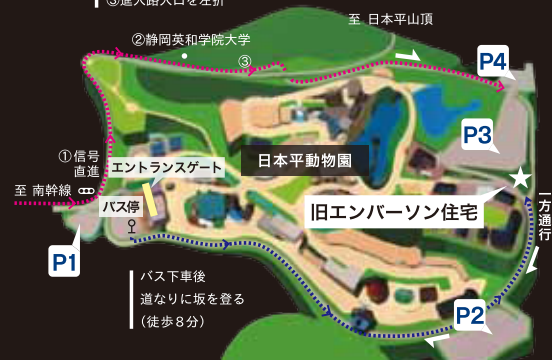 ③進入路入口を左折
至 日本平山頂
②静岡英和学院大学
③
P4
P3
①信号
直進
エントランスゲート
日本平動物園
至 南幹線
バス停
旧エンバーソン住宅
一方通行
P1
バス下車後
道なりに坂を登る
（徒歩８分）
P2